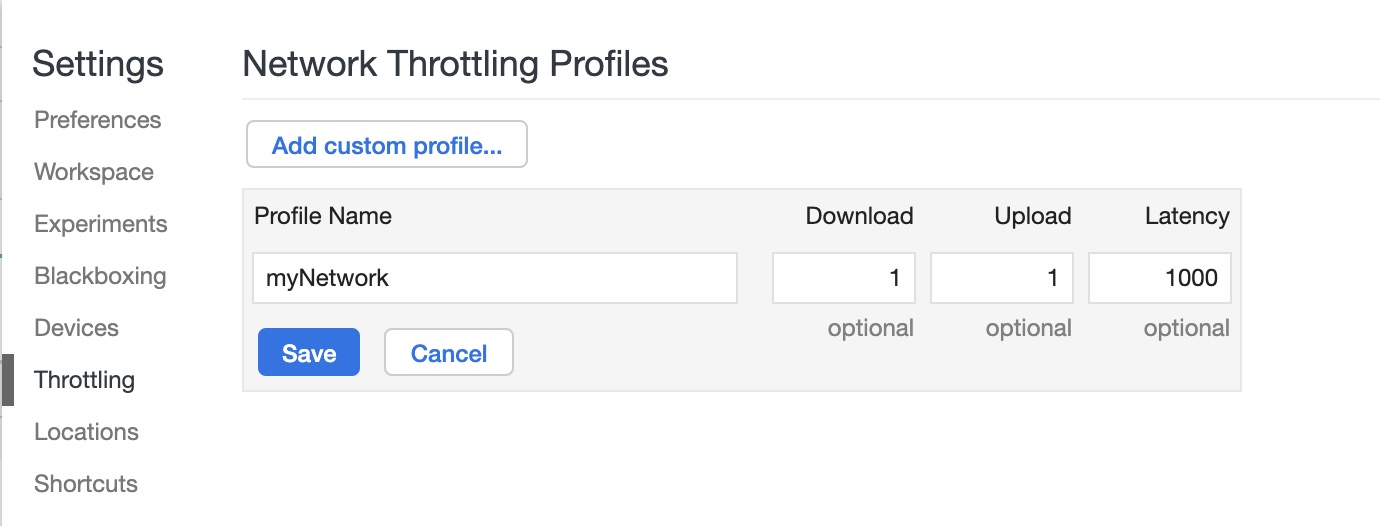 Settings
Preferences
Workspace
Experiments
Blackboxing
Devices
Throttling
Locations
Shortcuts
Network Throttling Profiles
Add custom profile...
Profile Name Download Upload Latency
myNetwork 1 1 1000
optional optional optional
Save Cancel